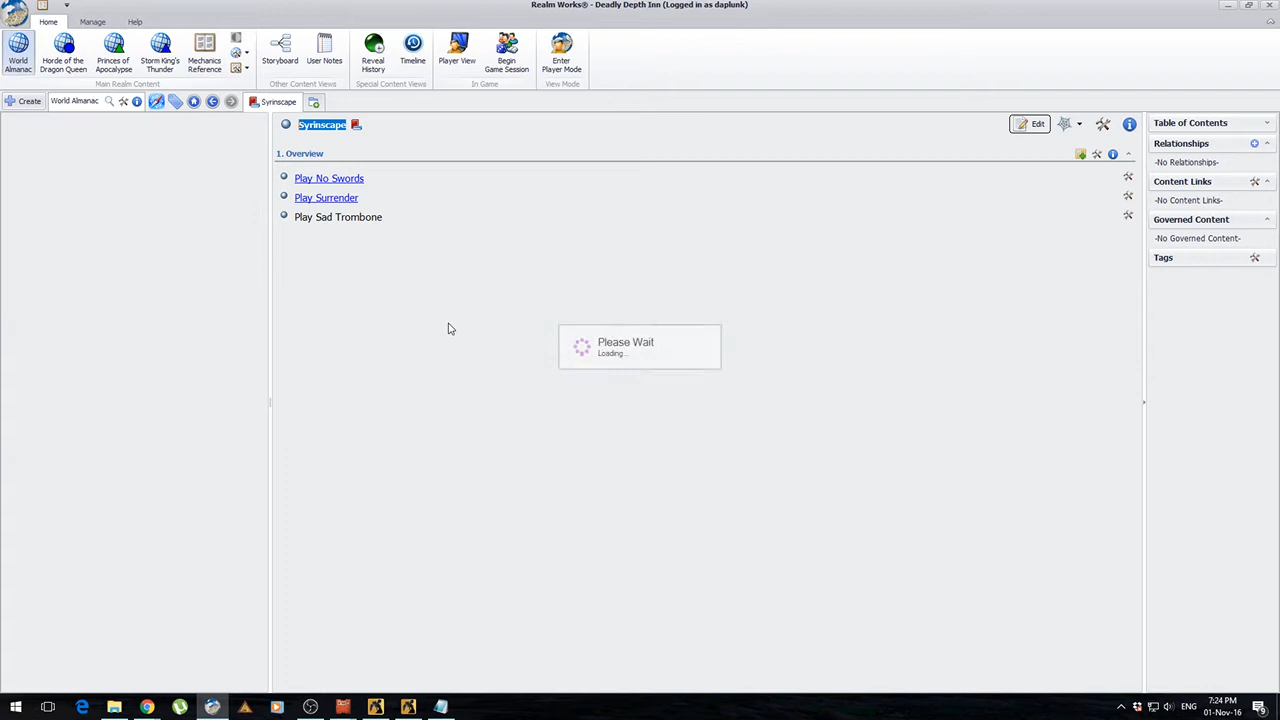 Realm Works® - Deadly Depth Inn (Logged in as daplunk)
Home Manage Help
World Almanac
Horde of the Dragon Queen
Princes of Apocalypse
Storm King's Thunder
Mechanics Reference
Storyboard
User Notes
Reveal History
Timeline
Player View
Begin Game Session
Enter Player Mode
Main Realm Content
Other Content Views
Special Content Views
In Game
View Mode
Create
World Almanac
Syrinscape
Syrinscape
Edit
1. Overview
Play No Swords
Play Surrender
Play Sad Trombone
Please Wait
Loading...
Table of Contents
Relationships
-No Relationships-
Content Links
-No Content Links-
Governed Content
-No Governed Content-
Tags
7:24 PM
01-Nov-16